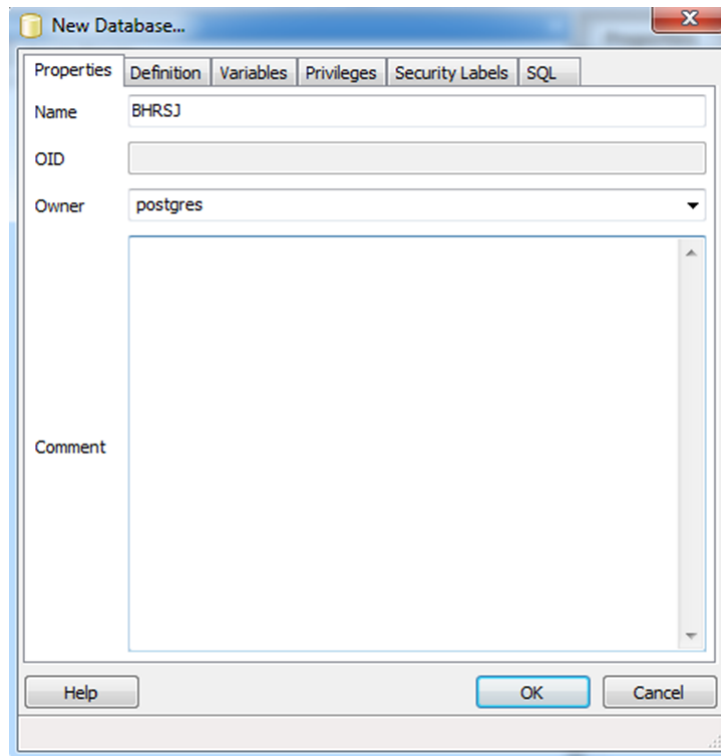 New Database...
Properties Definition Variables Privileges Security Labels SQL
Name BHRSJ
OID
Owner postgres
Comment
Help OK Cancel